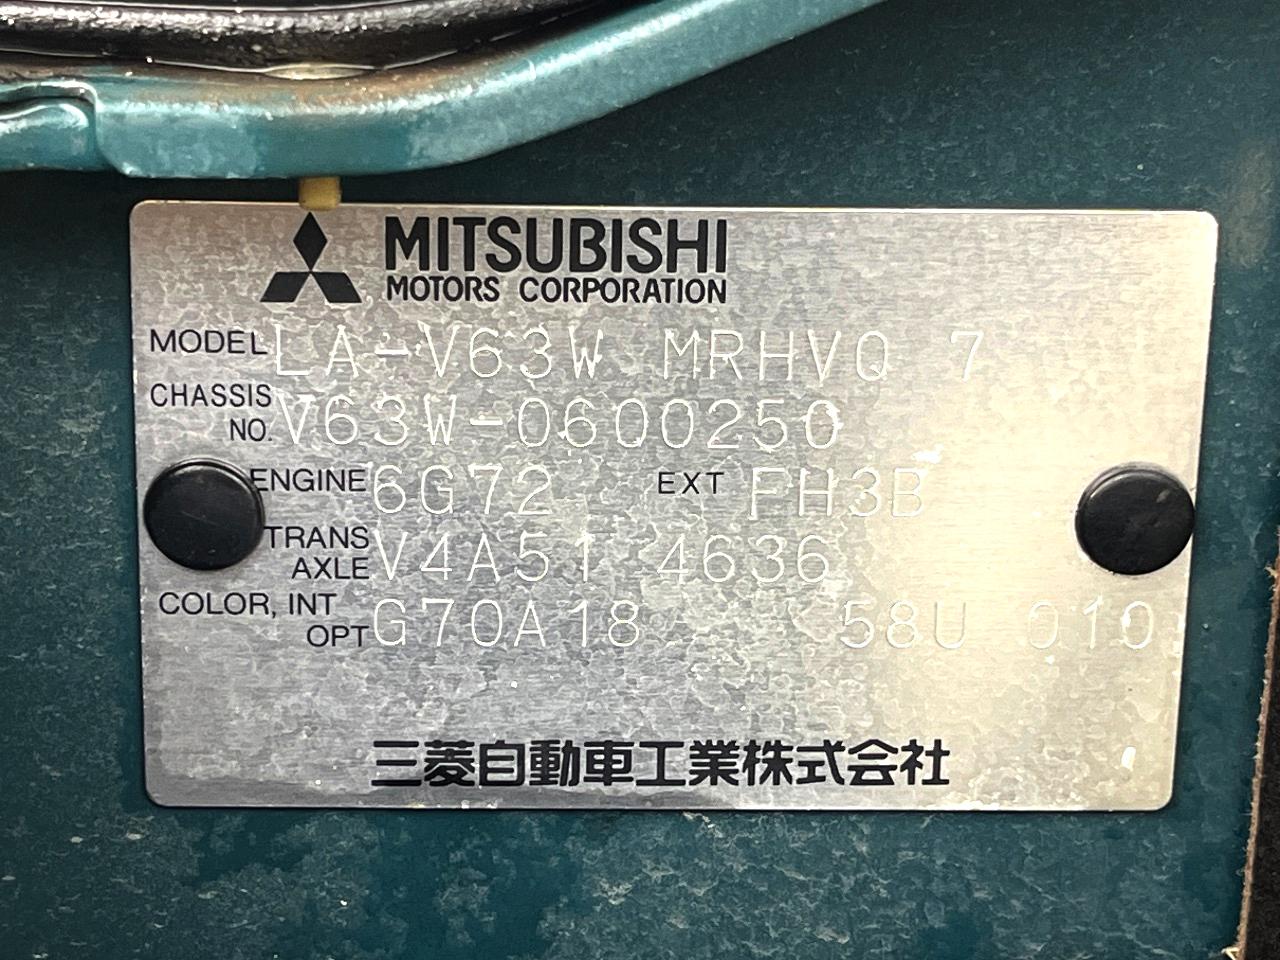 MITSUBISHI
MOTORS CORPORATION
MODEL LA-V63W MRHVQ 7
CHASSIS
NO. V63W-0600250
ENGINE 6G72 EXT FH3B
TRANS
AXLE V4A51 4636
COLOR, INT
OPT G70A18 58U 010
三菱自動車工業株式会社